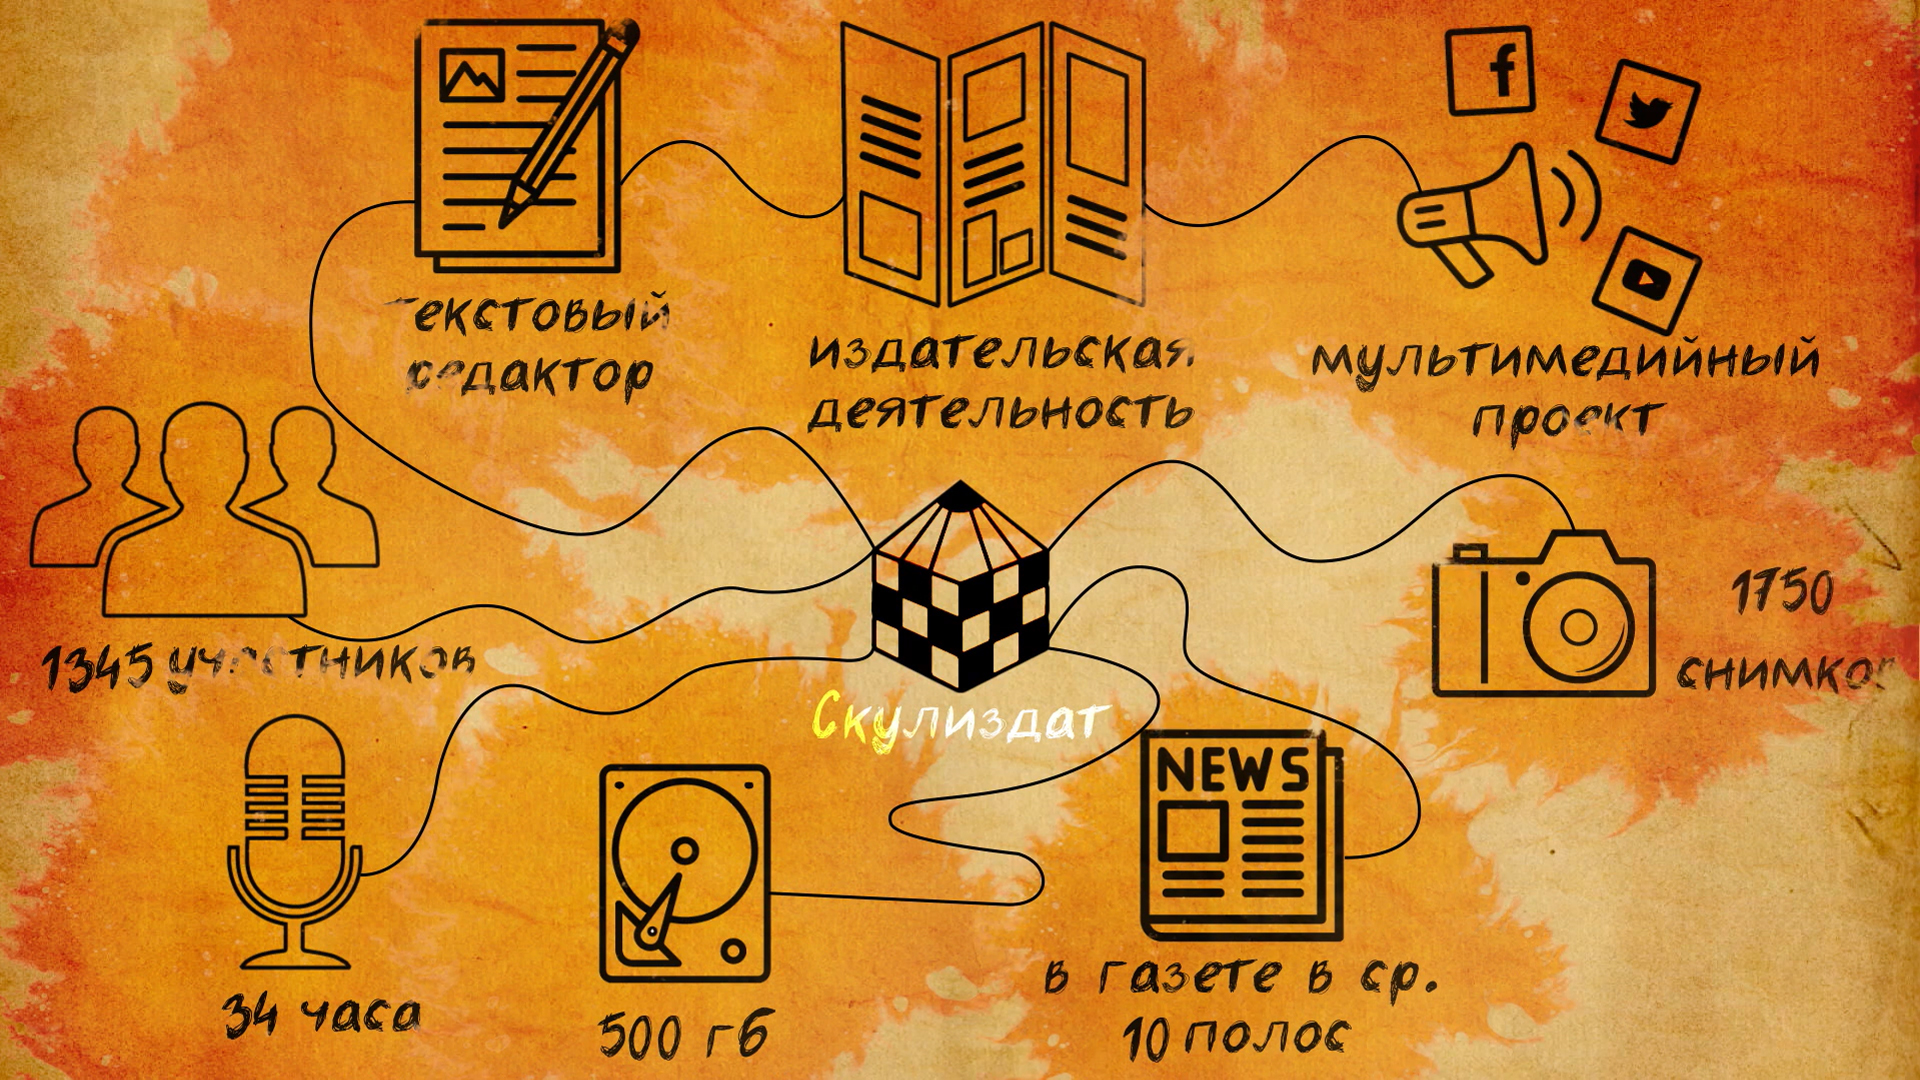 текстовый
редактор
издательская
деятельность
мультимедийный
проект
1345 участников
1750
снимков
Скулиздат
NEWS
34 часа
500 гб
в газете в ср.
10 полос